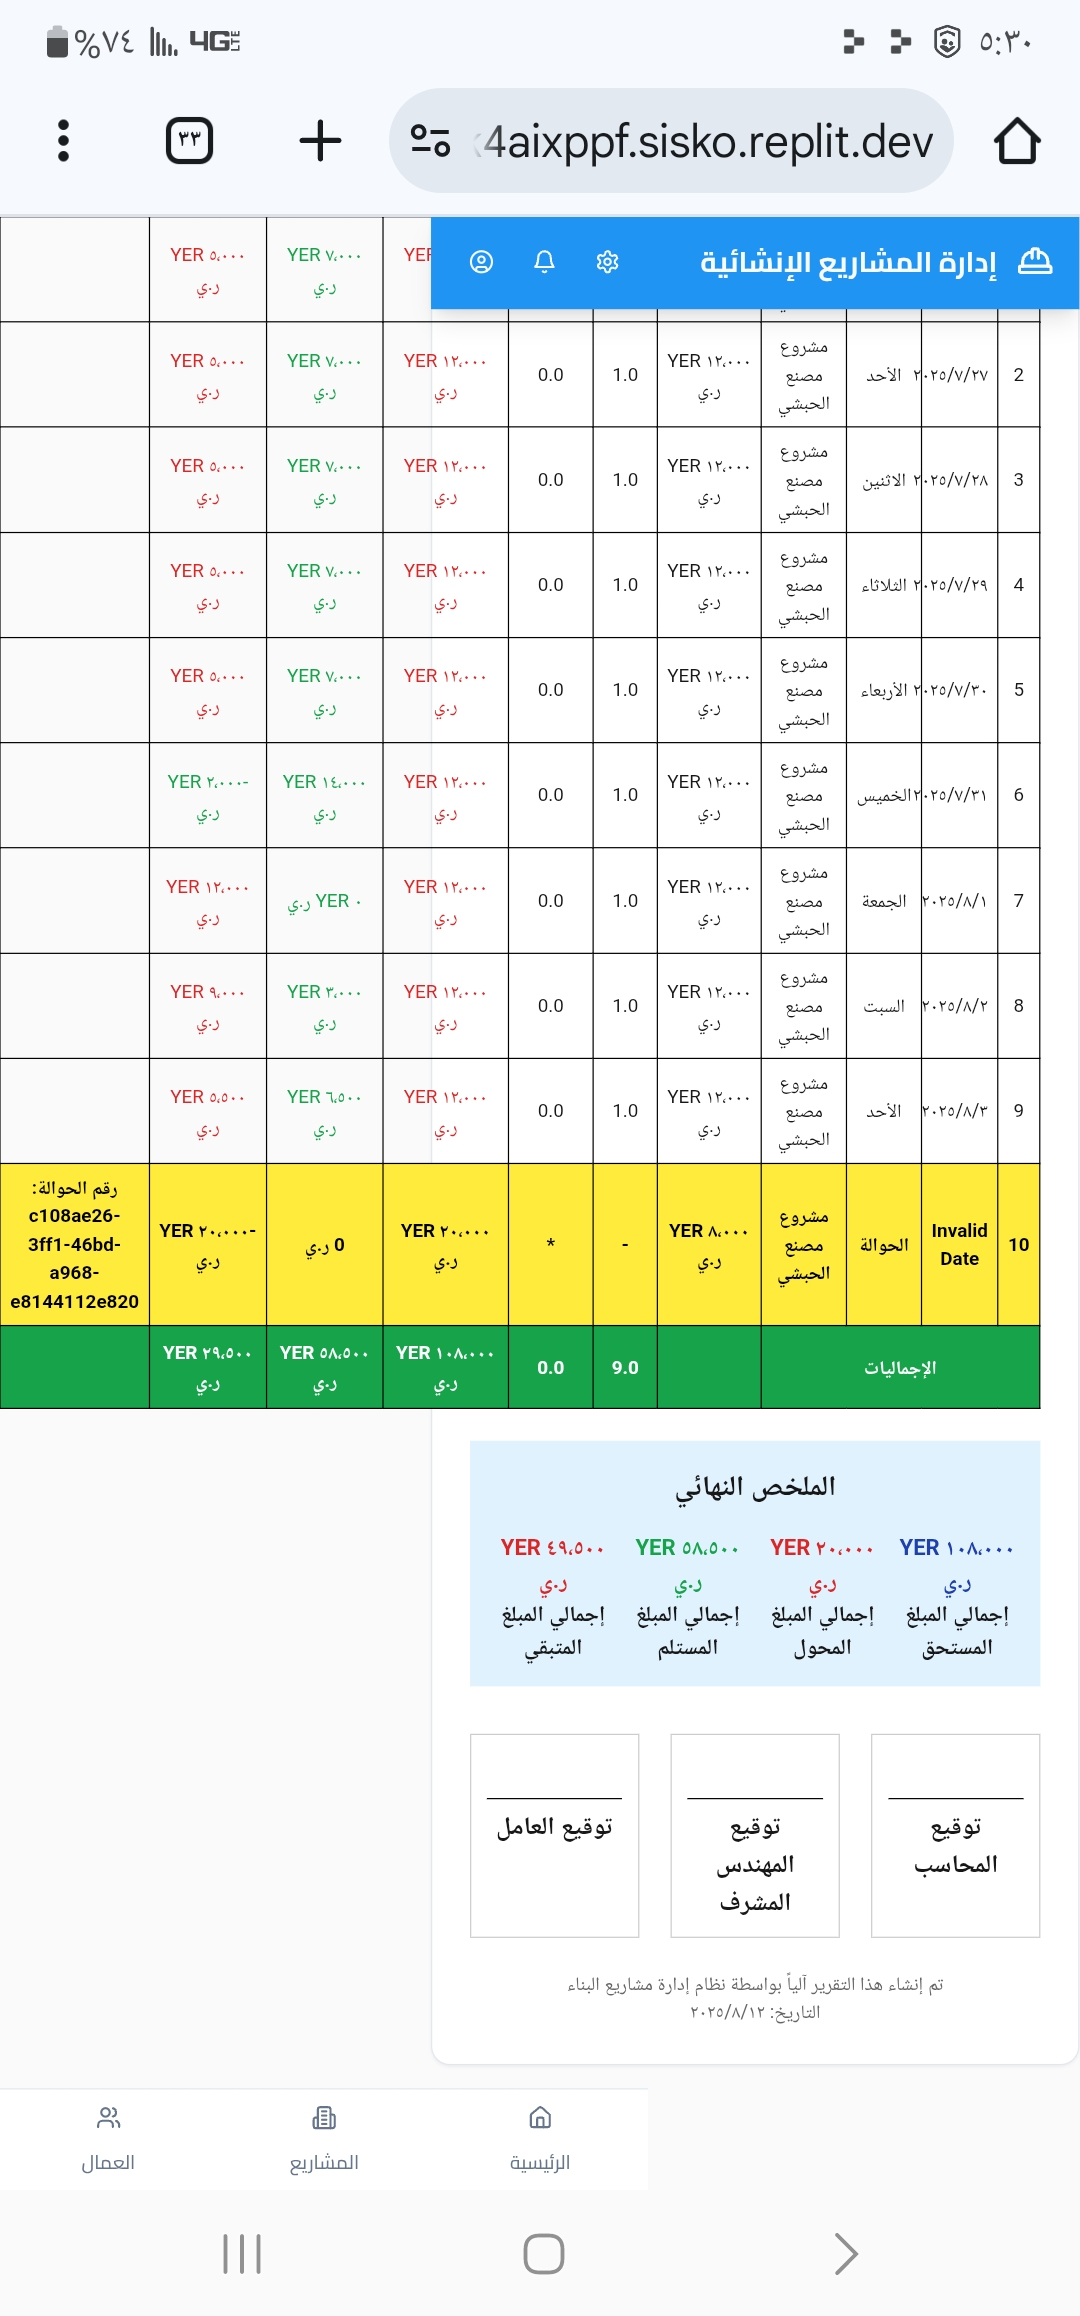 ٥:٣٠
4G LTE
%٧٤
4aixppf.sisko.replit.dev
٣٣
إدارة المشاريع الإنشائية
YER
YER ٧،٠٠٠ ر.ي
YER ٥،٠٠٠ ر.ي
2 ٢٠٢٥/٧/٢٧ الأحد مشروع مصنع الحبشي YER ١٢،٠٠٠ ر.ي 1.0 0.0 YER ١٢،٠٠٠ ر.ي YER ٧،٠٠٠ ر.ي YER ٥،٠٠٠ ر.ي
3 ٢٠٢٥/٧/٢٨ الاثنين مشروع مصنع الحبشي YER ١٢،٠٠٠ ر.ي 1.0 0.0 YER ١٢،٠٠٠ ر.ي YER ٧،٠٠٠ ر.ي YER ٥،٠٠٠ ر.ي
4 ٢٠٢٥/٧/٢٩ الثلاثاء مشروع مصنع الحبشي YER ١٢،٠٠٠ ر.ي 1.0 0.0 YER ١٢،٠٠٠ ر.ي YER ٧،٠٠٠ ر.ي YER ٥،٠٠٠ ر.ي
5 ٢٠٢٥/٧/٣٠ الأربعاء مشروع مصنع الحبشي YER ١٢،٠٠٠ ر.ي 1.0 0.0 YER ١٢،٠٠٠ ر.ي YER ٧،٠٠٠ ر.ي YER ٥،٠٠٠ ر.ي
6 ٢٠٢٥/٧/٣١ الخميس مشروع مصنع الحبشي YER ١٢،٠٠٠ ر.ي 1.0 0.0 YER ١٢،٠٠٠ ر.ي YER ١٤،٠٠٠ ر.ي YER ٢،٠٠٠- ر.ي
7 ٢٠٢٥/٨/١ الجمعة مشروع مصنع الحبشي YER ١٢،٠٠٠ ر.ي 1.0 0.0 YER ١٢،٠٠٠ ر.ي YER ٠ ر.ي YER ١٢،٠٠٠ ر.ي
8 ٢٠٢٥/٨/٢ السبت مشروع مصنع الحبشي YER ١٢،٠٠٠ ر.ي 1.0 0.0 YER ١٢،٠٠٠ ر.ي YER ٣،٠٠٠ ر.ي YER ٩،٠٠٠ ر.ي
9 ٢٠٢٥/٨/٣ الأحد مشروع مصنع الحبشي YER ١٢،٠٠٠ ر.ي 1.0 0.0 YER ١٢،٠٠٠ ر.ي YER ٦،٥٠٠ ر.ي YER ٥،٥٠٠ ر.ي
10 Invalid Date الحوالة مشروع مصنع الحبشي YER ٨،٠٠٠ ر.ي - * YER ٢٠،٠٠٠ ر.ي 0 ر.ي YER ٢٠،٠٠٠- ر.ي رقم الحوالة: c108ae26-3ff1-46bd-a968-e8144112e820
الإجماليات 9.0 0.0 YER ١٠٨،٠٠٠ ر.ي YER ٥٨،٥٠٠ ر.ي YER ٢٩،٥٠٠ ر.ي
الملخص النهائي
YER ١٠٨،٠٠٠ ر.ي
إجمالي المبلغ المستحق
YER ٢٠،٠٠٠ ر.ي
إجمالي المبلغ المحول
YER ٥٨،٥٠٠ ر.ي
إجمالي المبلغ المستلم
YER ٤٩،٥٠٠ ر.ي
إجمالي المبلغ المتبقي
توقيع المحاسب
توقيع المهندس المشرف
توقيع العامل
تم إنشاء هذا التقرير آلياً بواسطة نظام إدارة مشاريع البناء
التاريخ: ٢٠٢٥/٨/١٢
الرئيسية
المشاريع
العمال